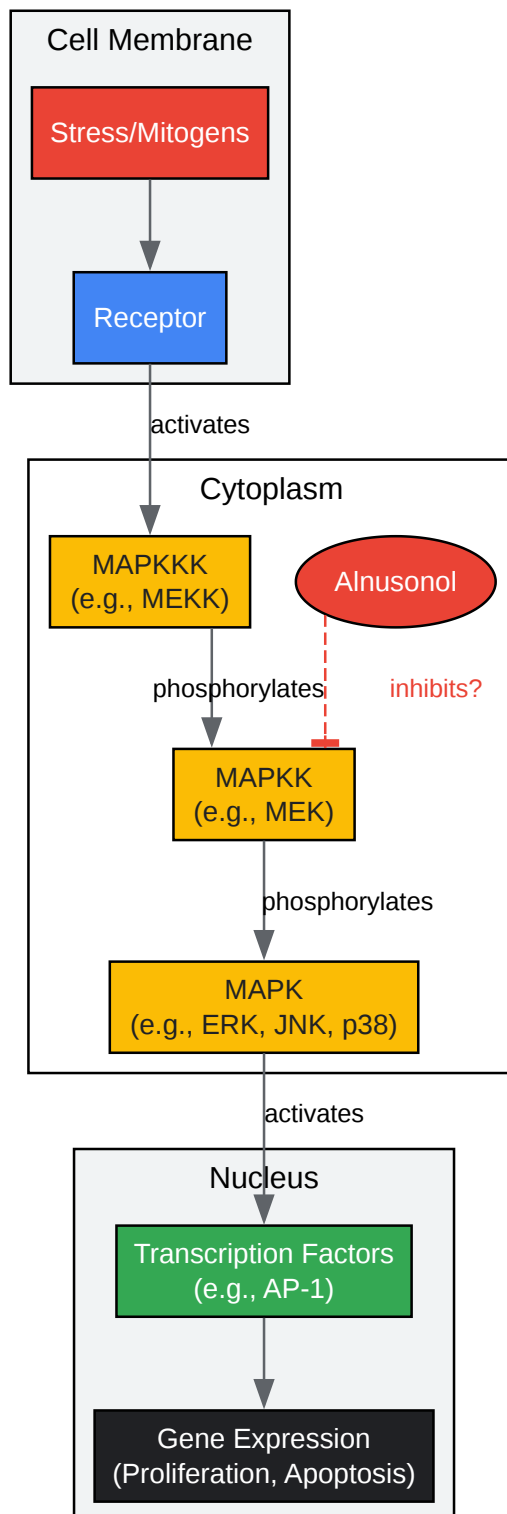 Cell Membrane
Stress/Mitogens
Receptor
activates
Cytoplasm
MAPKKK
(e.g., MEKK)
Alnusonol
phosphorylates
inhibits?
MAPKK
(e.g., MEK)
phosphorylates
MAPK
(e.g., ERK, JNK, p38)
activates
Nucleus
Transcription Factors
(e.g., AP-1)
Gene Expression
(Proliferation, Apoptosis)